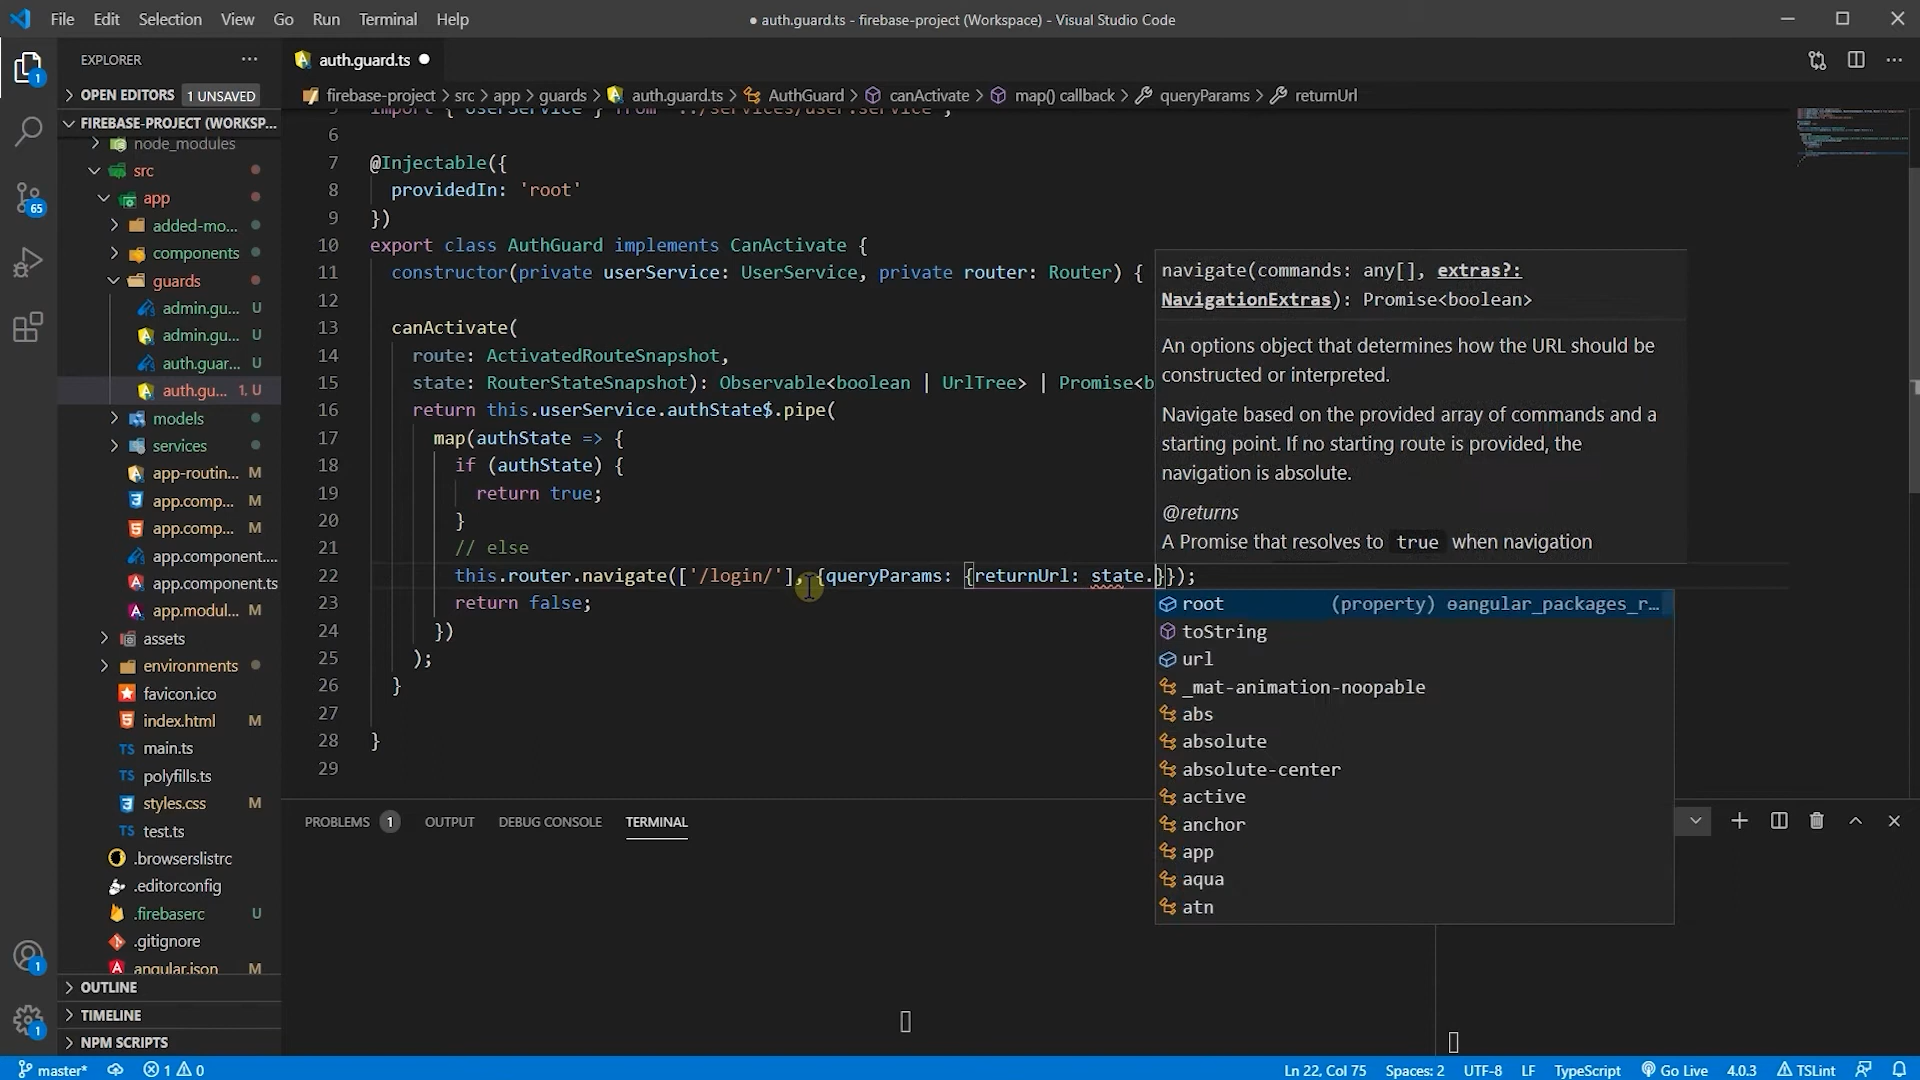 File Edit Selection View Go Run Terminal Help
● auth.guard.ts - firebase-project (Workspace) - Visual Studio Code
EXPLORER
OPEN EDITORS 1 UNSAVED
FIREBASE-PROJECT (WORKSP...
node_modules
src
app
added-mo...
components
guards
admin.gu... U
admin.gu... U
auth.guar... U
auth.gu... 1, U
models
services
app-routin... M
app.comp... M
app.comp... M
app.component....
app.component....
app.modul... M
assets
environments
favicon.ico
index.html M
main.ts
polyfills.ts
styles.css M
test.ts
.browserslistrc
.editorconfig
.firebaserc U
.gitignore
angular.json M
OUTLINE
TIMELINE
NPM SCRIPTS
1
65
1
1
auth.guard.ts
firebase-project > src > app > guards > auth.guard.ts > AuthGuard > canActivate > map() callback > queryParams > returnUrl
5 import { UserService } from '../services/user.service';
6
7 @Injectable({
8 providedIn: 'root'
9 })
10 export class AuthGuard implements CanActivate {
11 constructor(private userService: UserService, private router: Router) {
12
13 canActivate(
14 route: ActivatedRouteSnapshot,
15 state: RouterStateSnapshot): Observable<boolean | UrlTree> | Promise<b
16 return this.userService.authState$.pipe(
17 map(authState => {
18 if (authState) {
19 return true;
20 }
21 // else
22 this.router.navigate(['/login/'], {queryParams: {returnUrl: state.}});
23 return false;
24 })
25 );
26 }
27
28 }
29
navigate(commands: any[], extras?:
NavigationExtras): Promise<boolean>
An options object that determines how the URL should be
constructed or interpreted.
Navigate based on the provided array of commands and a
starting point. If no starting route is provided, the
navigation is absolute.
@returns
A Promise that resolves to true when navigation
root (property) ɵangular_packages_r...
toString
url
_mat-animation-noopable
abs
absolute
absolute-center
active
anchor
app
aqua
atn
PROBLEMS 1 OUTPUT DEBUG CONSOLE TERMINAL
master* 1 0 Ln 22, Col 75 Spaces: 2 UTF-8 LF TypeScript Go Live 4.0.3 TSLint